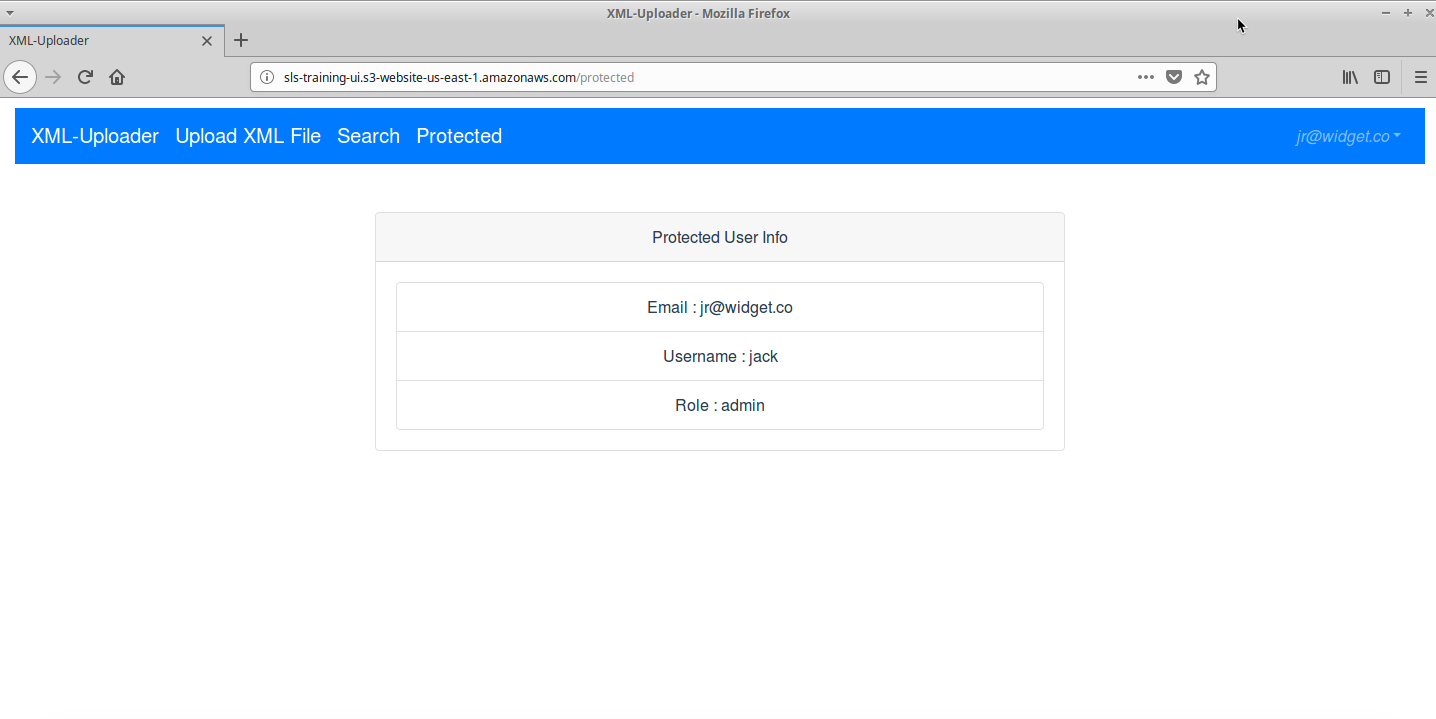 XML-Uploader - Mozilla Firefox
XML-Uploader
sls-training-ui.s3-website-us-east-1.amazonaws.com/protected
XML-Uploader Upload XML File Search Protected jr@widget.co
Protected User Info
Email : jr@widget.co
Username : jack
Role : admin